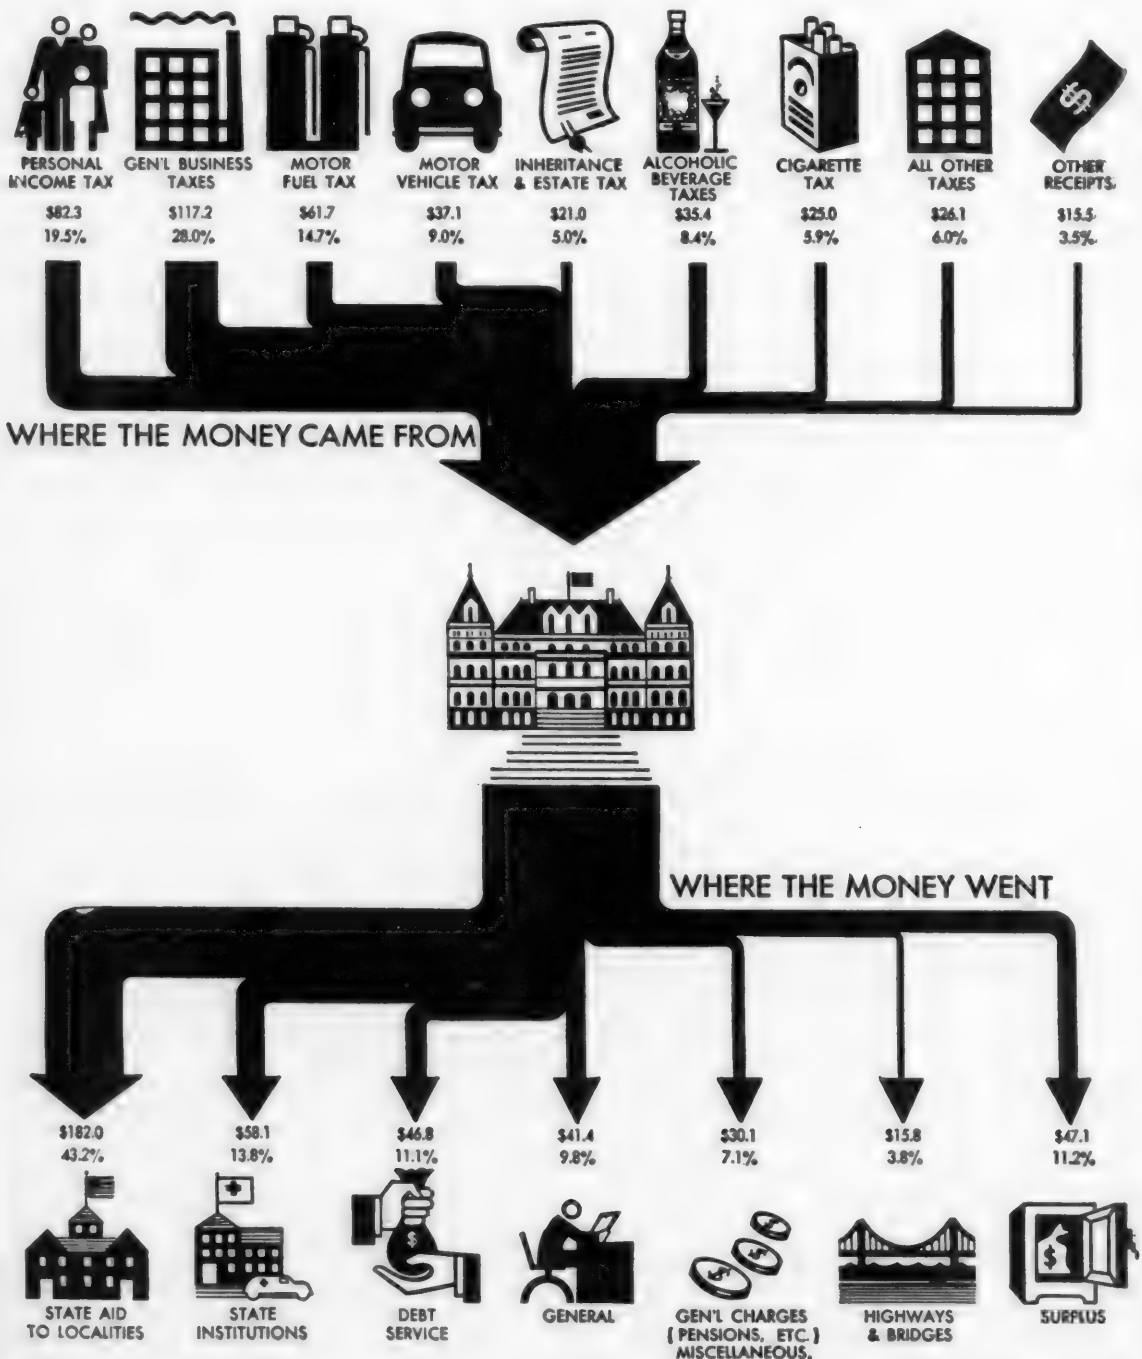 PERSONAL
INCOME TAX
$82.3
19.5%
GEN'L BUSINESS
TAXES
$117.2
28.0%
MOTOR
FUEL TAX
$61.7
14.7%
MOTOR
VEHICLE TAX
$37.1
9.0%
INHERITANCE
& ESTATE TAX
$21.0
5.0%
ALCOHOLIC
BEVERAGE
TAXES
$35.4
8.4%
CIGARETTE
TAX
$25.0
5.9%
ALL OTHER
TAXES
$26.1
6.0%
$
OTHER
RECEIPTS
$15.5
3.5%
WHERE THE MONEY CAME FROM
WHERE THE MONEY WENT
$182.0
43.2%
STATE AID
TO LOCALITIES
$58.1
13.8%
STATE
INSTITUTIONS
$46.8
11.1%
$
DEBT
SERVICE
$41.4
9.8%
GENERAL
$30.1
7.1%
$
$
$
GEN'L CHARGES
(PENSIONS, ETC.)
MISCELLANEOUS.
$15.8
3.8%
HIGHWAYS
& BRIDGES
$47.1
11.2%
$
SURPLUS